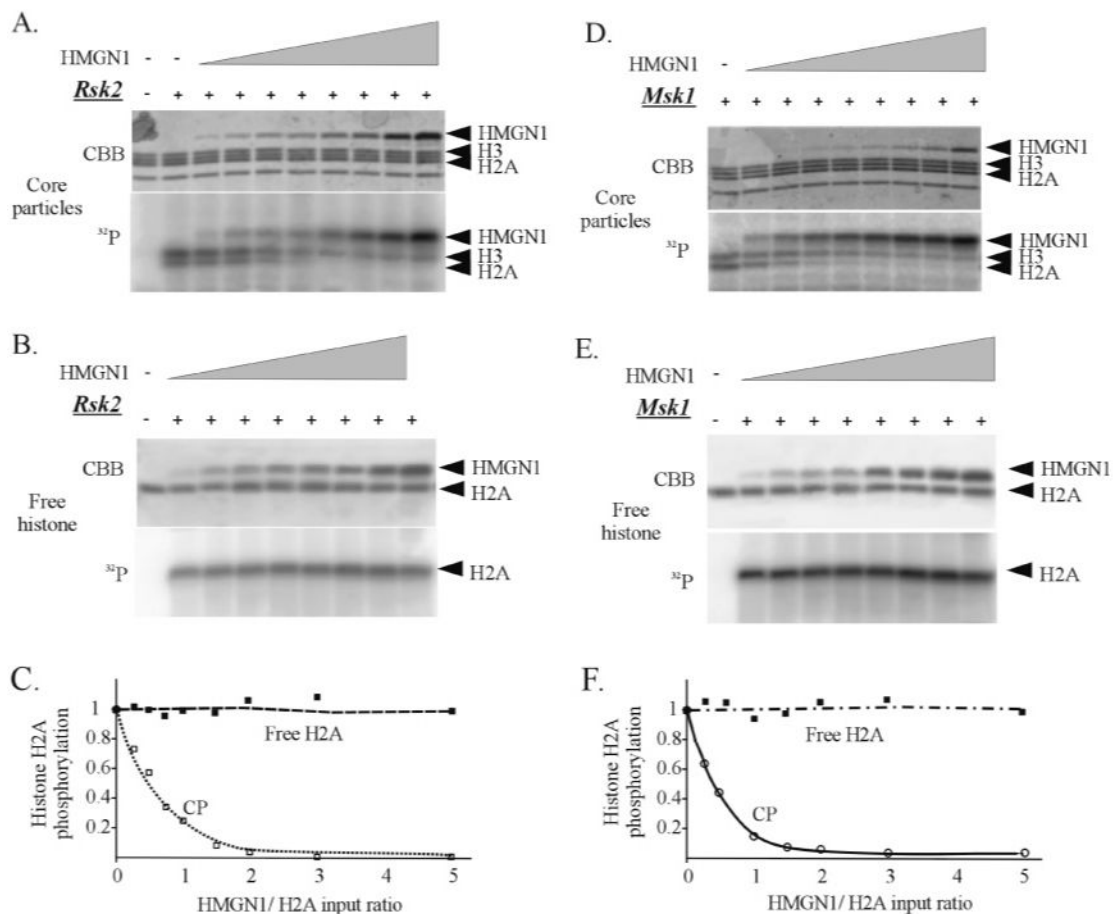 A.
HMGN1 - -
Rsk2 - + + + + + + + + +
CBB
HMGN1
H3
H2A
Core
particles
³²P
HMGN1
H3
H2A
B.
HMGN1 -
Rsk2 - + + + + + + + +
CBB
HMGN1
H2A
Free
histone
³²P
H2A
C.
Histone H2A
phosphorylation
1
0.8
0.6
0.4
0.2
Free H2A
CP
0 1 2 3 4 5
HMGN1/ H2A input ratio
D.
HMGN1 -
Msk1 + + + + + + + + +
CBB
HMGN1
H3
H2A
Core
particles
³²P
HMGN1
H3
H2A
E.
HMGN1 -
Msk1 - + + + + + + + +
CBB
HMGN1
H2A
Free
histone
³²P
H2A
F.
Histone H2A
phosphorylation
1
0.8
0.6
0.4
0.2
Free H2A
CP
0 1 2 3 4 5
HMGN1/ H2A input ratio